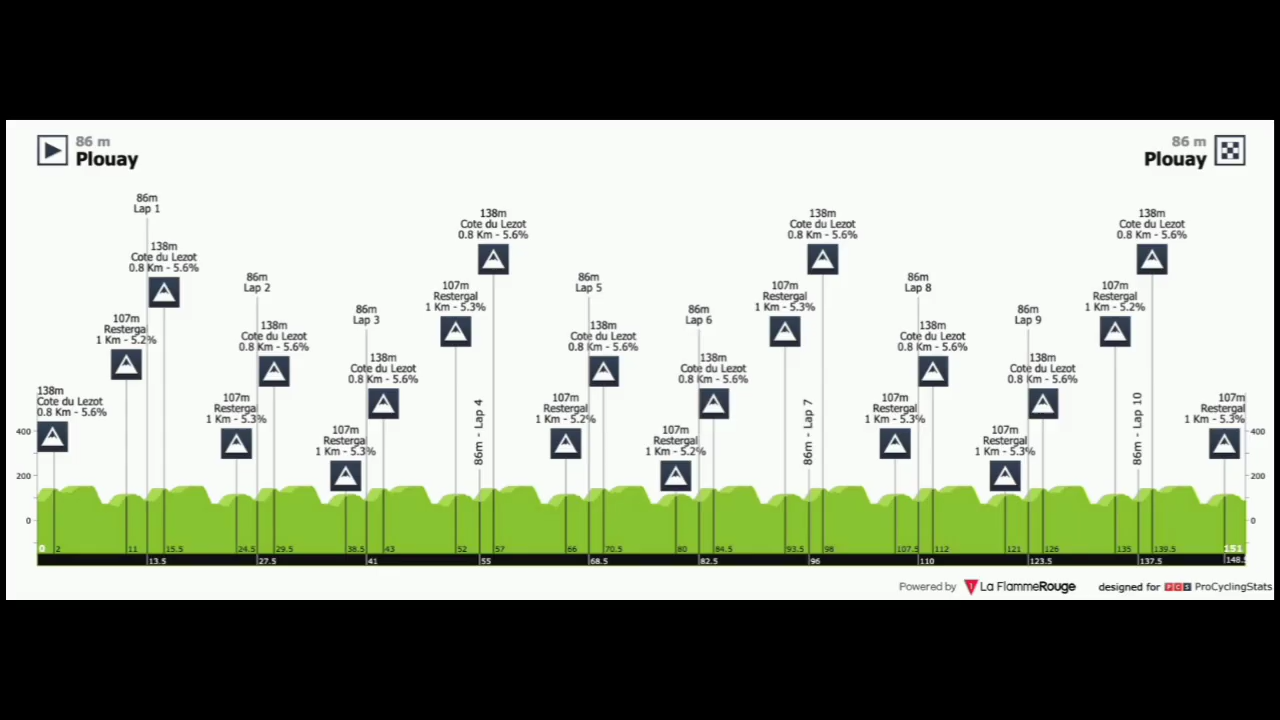 86 m
Plouay
86 m
Plouay
86m
Lap 1
138m
Cote du Lezot
0.8 Km - 5.6%
138m
Cote du Lezot
0.8 Km - 5.6%
138m
Cote du Lezot
0.8 Km - 5.6%
138m
Cote du Lezot
0.8 Km - 5.6%
86m
Lap 2
86m
Lap 5
86m
Lap 8
107m
Restergal
1 Km - 5.3%
107m
Restergal
1 Km - 5.3%
107m
Restergal
1 Km - 5.2%
86m
Lap 3
86m
Lap 6
86m
Lap 9
107m
Restergal
1 Km - 5.2%
138m
Cote du Lezot
0.8 Km - 5.6%
138m
Cote du Lezot
0.8 Km - 5.6%
138m
Cote du Lezot
0.8 Km - 5.6%
138m
Cote du Lezot
0.8 Km - 5.6%
138m
Cote du Lezot
0.8 Km - 5.6%
138m
Cote du Lezot
0.8 Km - 5.6%
138m
Cote du Lezot
0.8 Km - 5.6%
107m
Restergal
1 Km - 5.3%
107m
Restergal
1 Km - 5.2%
107m
Restergal
1 Km - 5.3%
107m
Restergal
1 Km - 5.3%
86m - Lap 4
86m - Lap 7
86m - Lap 10
107m
Restergal
1 Km - 5.3%
107m
Restergal
1 Km - 5.2%
107m
Restergal
1 Km - 5.3%
400
400
200
200
0
0
0 2 11 15.5 24.5 29.5 38.5 43 52 57 66 70.5 80 84.5 93.5 98 107.5 112 121 126 135 139.5 151
13.5 27.5 41 55 68.5 82.5 96 110 123.5 137.5 148.5
Powered by La FlammeRouge designed for PCS ProCyclingStats